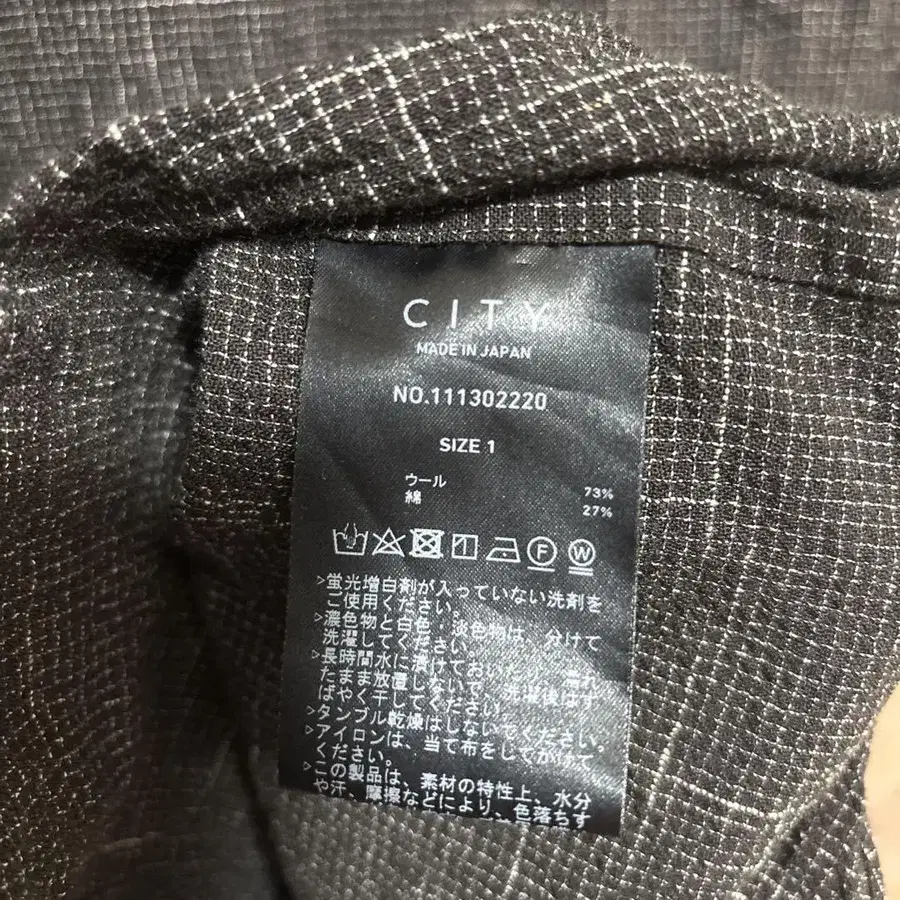 CITY
MADE IN JAPAN
NO.111302220
SIZE 1
ウール 73%
綿 27%
F W
>蛍光増白剤が入っていない洗剤を
ご使用ください。
>濃色物と白色・淡色物は、分けて
洗濯してください。
>長時間水に漬けておいたり、濡れ
たまま放置しないで、洗濯後はす
ばやく干してください。
>タンブル乾燥はしないでください。
>アイロンは、当て布をしてかけて
ください。
>この製品は、素材の特性上、水分
や汗、摩擦などにより、色落ちす